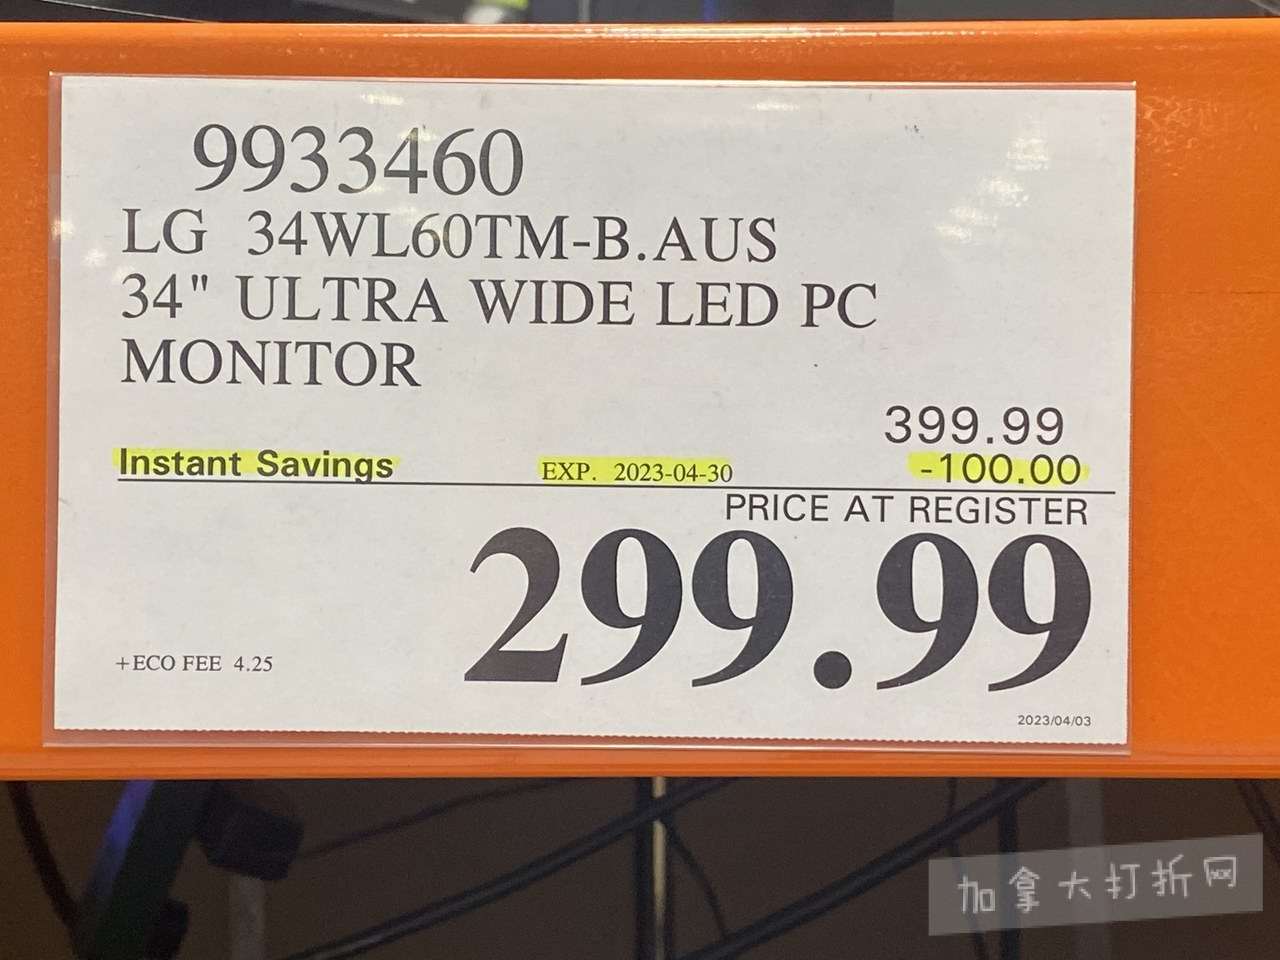 9933460
LG 34WL60TM-B.AUS
34" ULTRA WIDE LED PC
MONITOR
399.99
Instant Savings EXP. 2023-04-30 -100.00
PRICE AT REGISTER
299.99
+ECO FEE 4.25
2023/04/03
加拿大打折网